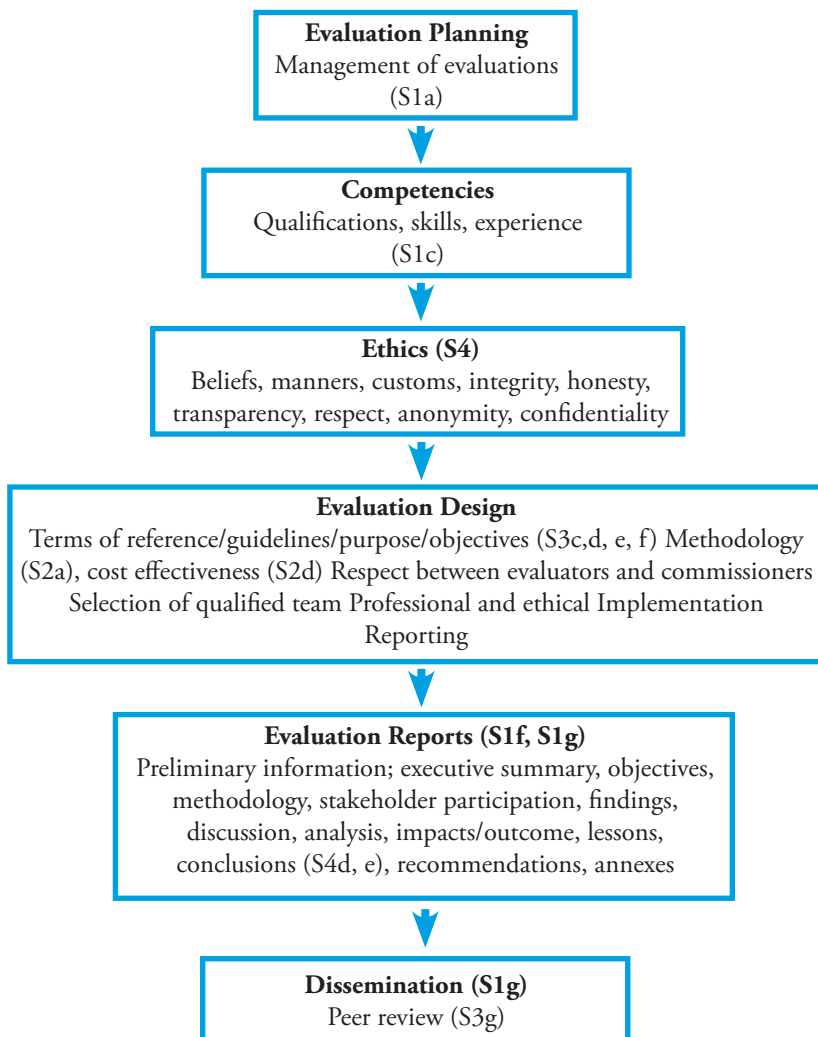 Evaluation Planning
Management of evaluations
(S1a)
Competencies
Qualifications, skills, experience
(S1c)
Ethics (S4)
Beliefs, manners, customs, integrity, honesty,
transparency, respect, anonymity, confidentiality
Evaluation Design
Terms of reference/guidelines/purpose/objectives (S3c,d, e, f) Methodology
(S2a), cost effectiveness (S2d) Respect between evaluators and commissioners
Selection of qualified team Professional and ethical Implementation
Reporting
Evaluation Reports (S1f, S1g)
Preliminary information; executive summary, objectives,
methodology, stakeholder participation, findings,
discussion, analysis, impacts/outcome, lessons,
conclusions (S4d, e), recommendations, annexes
Dissemination (S1g)
Peer review (S3g)